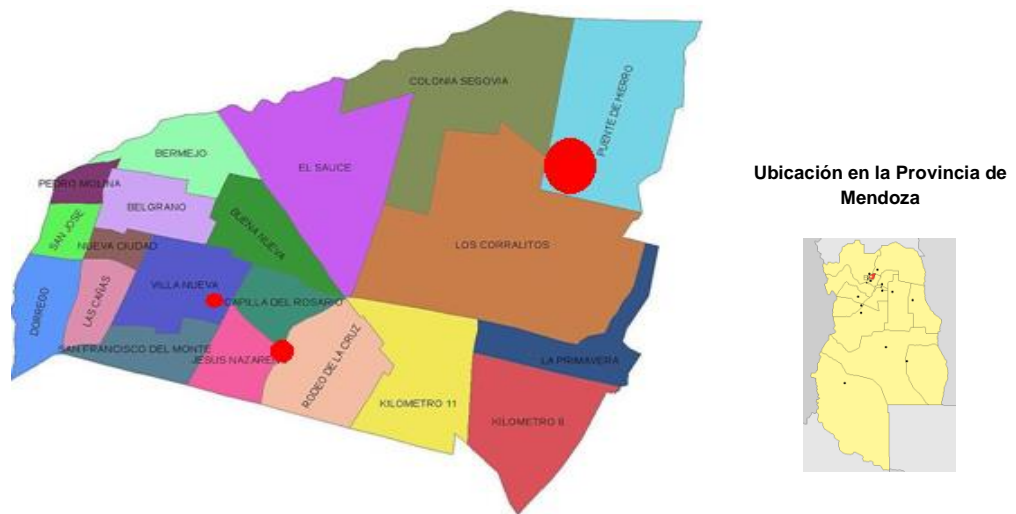 COLONIA SEGOVIA
PUENTE DE HIERRO
BERMEJO
EL SAUCE
PEDRO MOLINA
BELGRANO
BUENA NUEVA
SAN JOSE
NUEVA CIUDAD
LOS CORRALITOS
VILLA NUEVA
CAPILLA DEL ROSARIO
LAS CAÑAS
DORREGO
SAN FRANCISCO DEL MONTE
JESUS NAZAREN
RODEO DE LA CRUZ
LA PRIMAVERA
KILOMETRO 11
KILOMETRO 8
Ubicación en la Provincia de
Mendoza